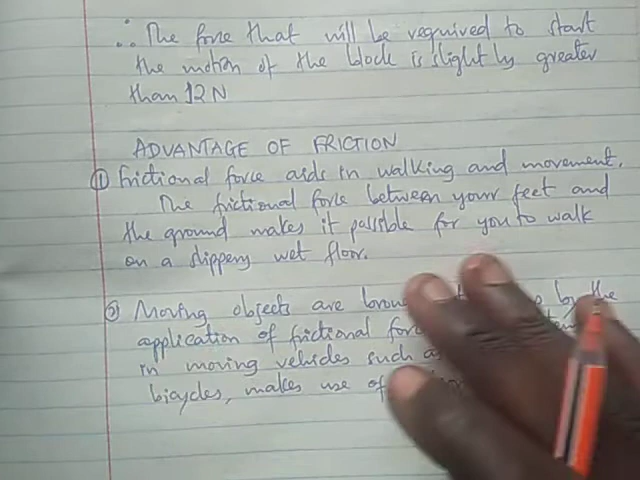 ∴ The force that will be required to start
the motion of the block is slightly greater
than 12N
ADVANTAGE OF FRICTION
① Frictional force aids in walking and movement.
The frictional force between your feet and
the ground makes it possible for you to walk
on a slippery wet floor.
② Moving objects are by the
application of frictional
in moving vehicles such as
bicycles, makes use of